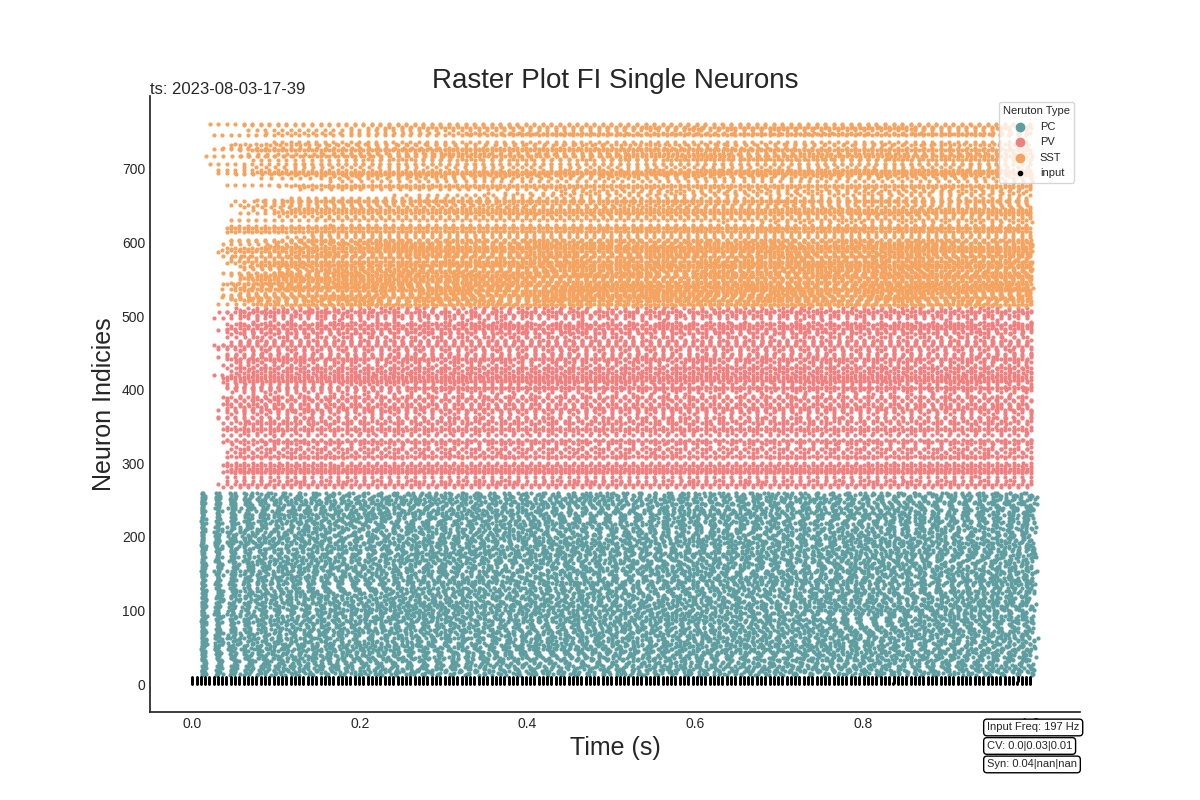 Raster Plot FI Single Neurons
ts: 2023-08-03-17-39
Neruton Type
PC
PV
SST
input
Neuron Indicies
700
600
500
400
300
200
100
0
0.0
0.2
0.4
0.6
0.8
Time (s)
Input Freq: 197 Hz
CV: 0.0|0.03|0.01
Syn: 0.04|nan|nan